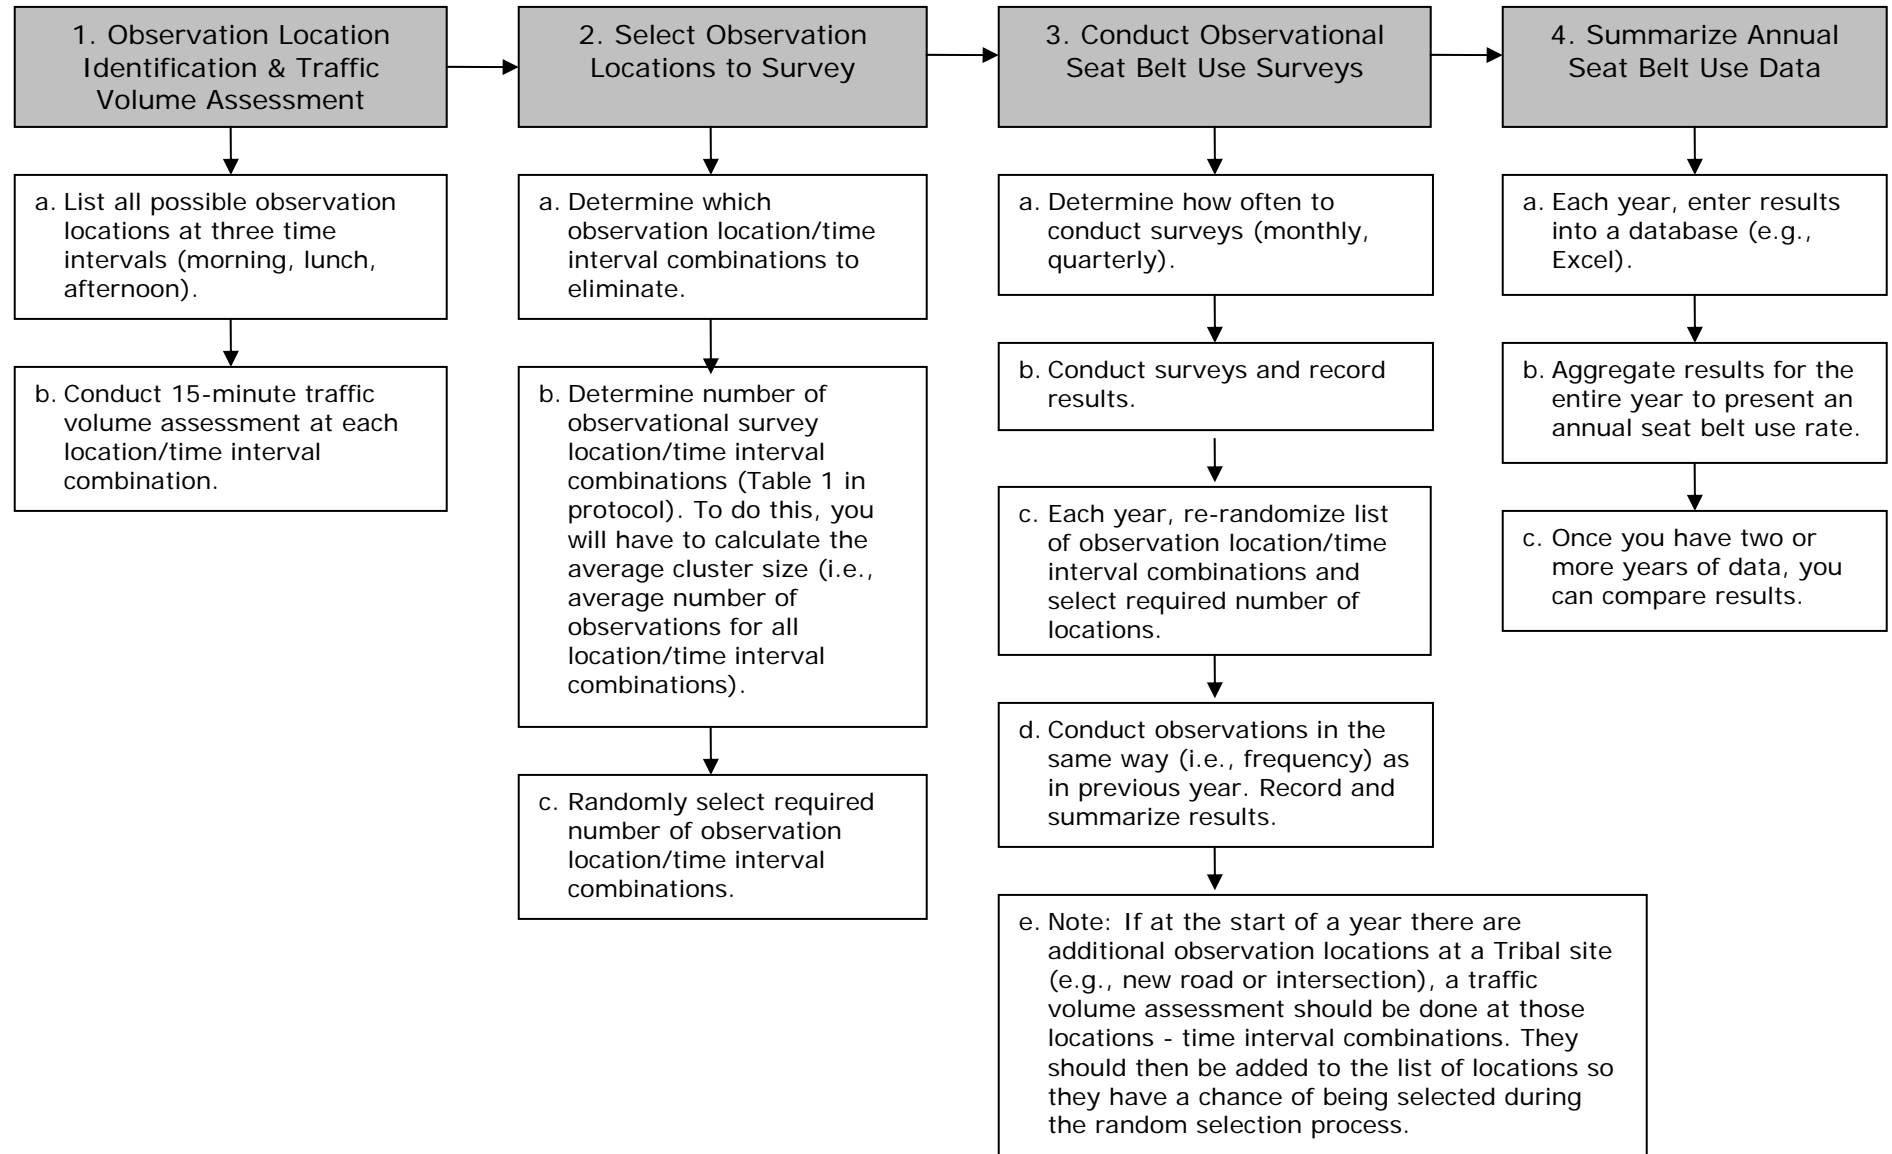 1. Observation Location
Identification & Traffic
Volume Assessment
2. Select Observation
Locations to Survey
3. Conduct Observational
Seat Belt Use Surveys
4. Summarize Annual
Seat Belt Use Data
a. List all possible observation
locations at three time
intervals (morning, lunch,
afternoon).
b. Conduct 15-minute traffic
volume assessment at each
location/time interval
combination.
a. Determine which
observation location/time
interval combinations to
eliminate.
b. Determine number of
observational survey
location/time interval
combinations (Table 1 in
protocol). To do this, you
will have to calculate the
average cluster size (i.e.,
average number of
observations for all
location/time interval
combinations).
c. Randomly select required
number of observation
location/time interval
combinations.
a. Determine how often to
conduct surveys (monthly,
quarterly).
b. Conduct surveys and record
results.
c. Each year, re-randomize list
of observation location/time
interval combinations and
select required number of
locations.
d. Conduct observations in the
same way (i.e., frequency) as
in previous year. Record and
summarize results.
e. Note: If at the start of a year there are
additional observation locations at a Tribal site
(e.g., new road or intersection), a traffic
volume assessment should be done at those
locations - time interval combinations. They
should then be added to the list of locations so
they have a chance of being selected during
the random selection process.
a. Each year, enter results
into a database (e.g.,
Excel).
b. Aggregate results for the
entire year to present an
annual seat belt use rate.
c. Once you have two or
more years of data, you
can compare results.